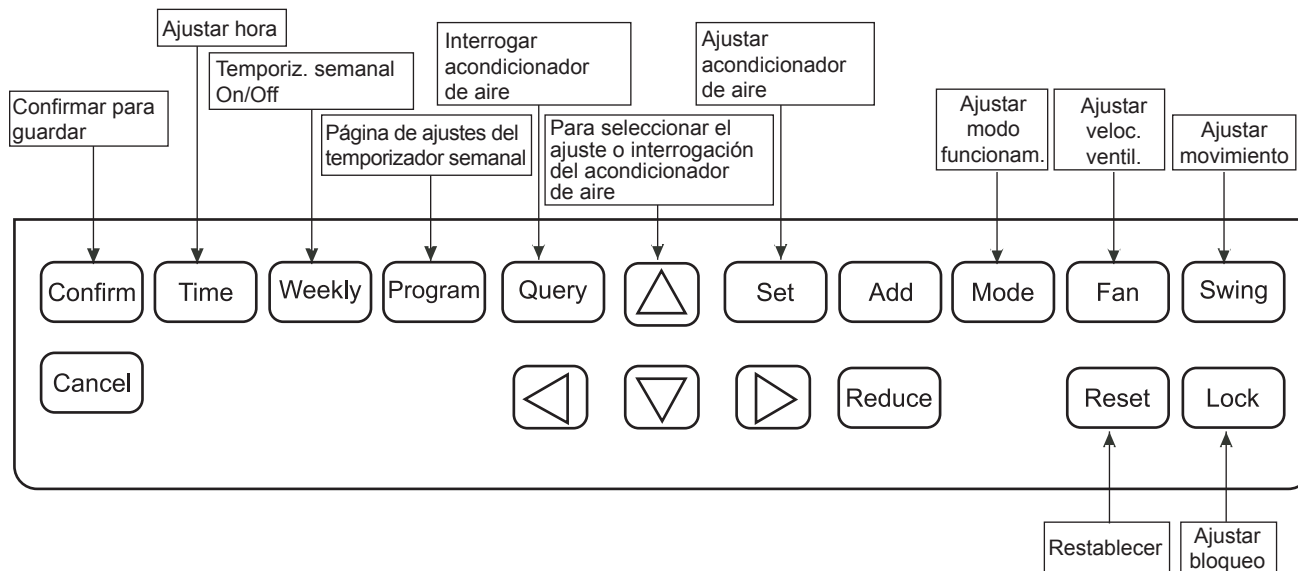 Ajustar hora
Temporiz. semanal
On/Off
Confirmar para
guardar
Interrogar
acondicionador
de aire
Página de ajustes del
temporizador semanal
Para seleccionar el
ajuste o interrogación
del acondicionador
de aire
Ajustar
acondicionador
de aire
Ajustar
modo
funcionam.
Ajustar
veloc.
ventil.
Ajustar
movimiento
Confirm Time Weekly Program Query Set Add Mode Fan Swing
Cancel Reduce Reset Lock
Restablecer
Ajustar
bloqueo